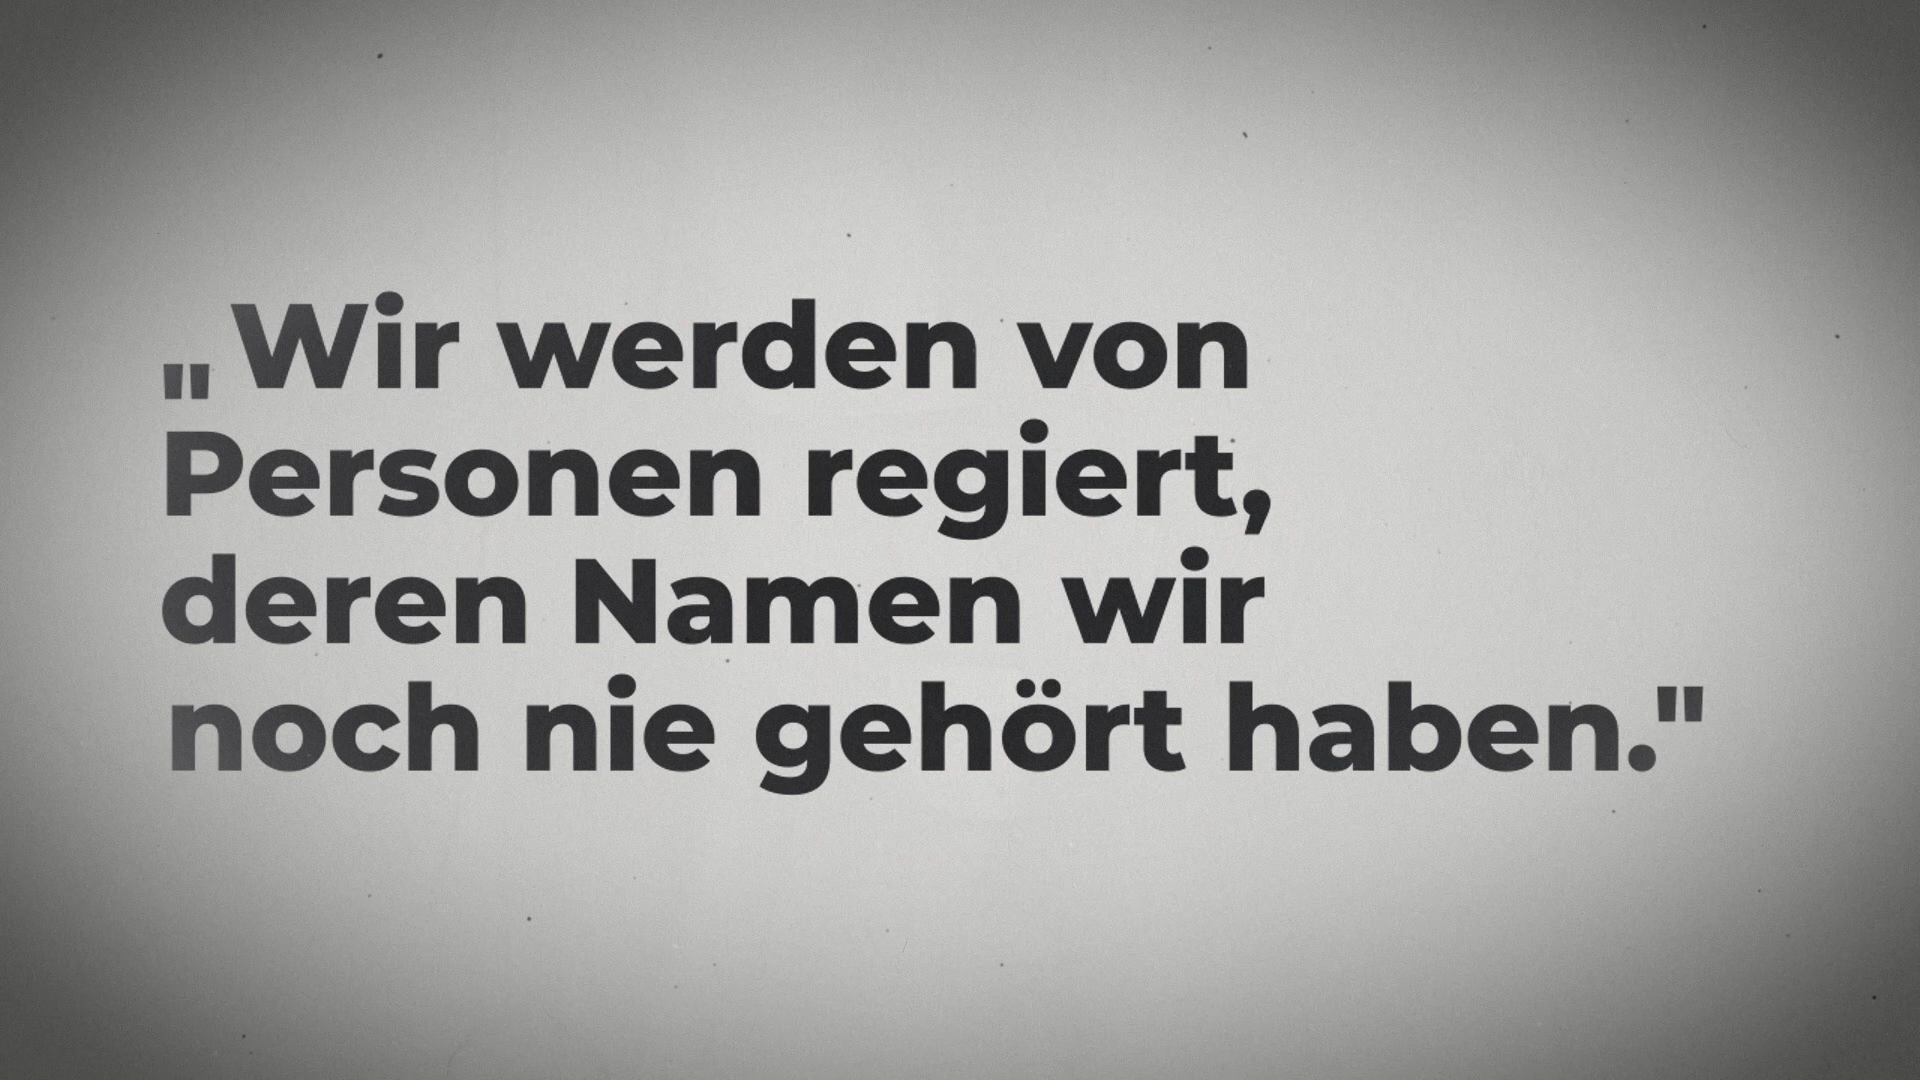 „Wir werden von
Personen regiert,
deren Namen wir
noch nie gehört haben."